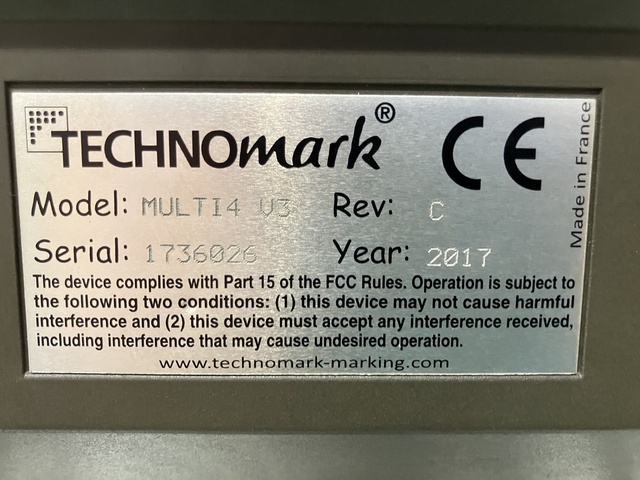 TECHNOmark®
CE
Made in France
Model: MULTI4 V3 Rev: C
Serial: 1736026 Year: 2017
The device complies with Part 15 of the FCC Rules. Operation is subject to
the following two conditions: (1) this device may not cause harmful
interference and (2) this device must accept any interference received,
including interference that may cause undesired operation.
www.technomark-marking.com